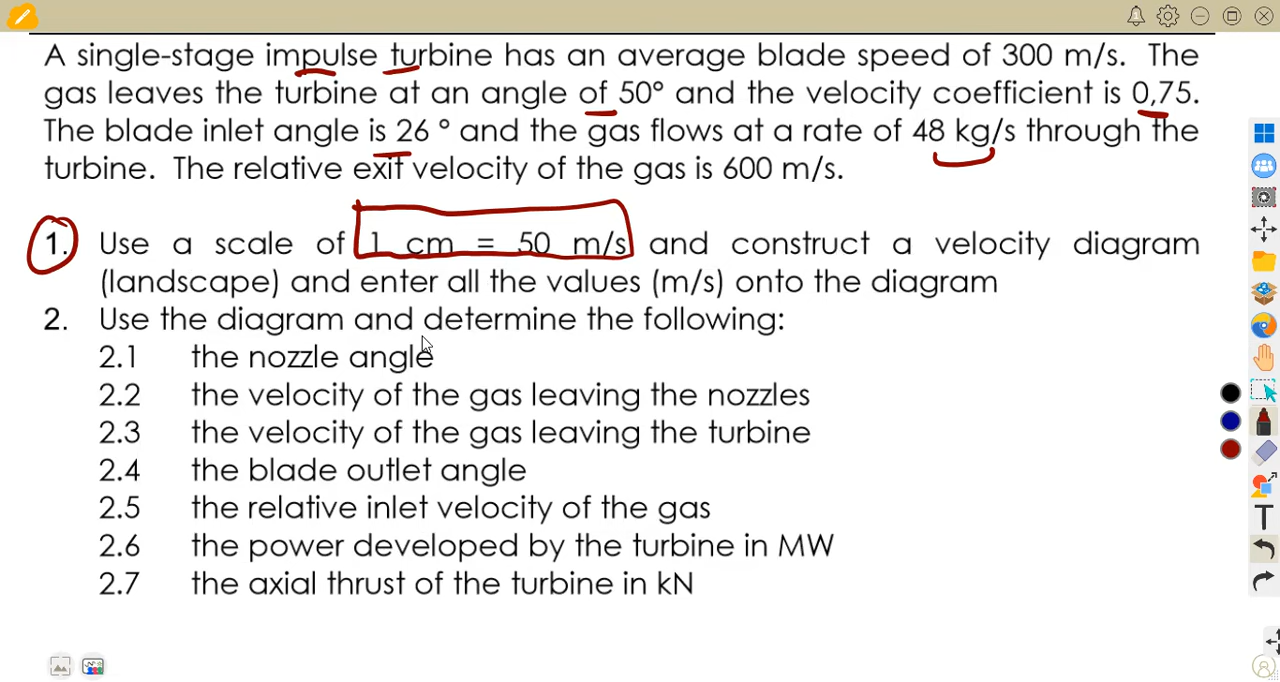 A single-stage impulse turbine has an average blade speed of 300 m/s. The
gas leaves the turbine at an angle of 50° and the velocity coefficient is 0,75.
The blade inlet angle is 26 ° and the gas flows at a rate of 48 kg/s through the
turbine. The relative exit velocity of the gas is 600 m/s.
1. Use a scale of 1 cm = 50 m/s and construct a velocity diagram
(landscape) and enter all the values (m/s) onto the diagram
2. Use the diagram and determine the following:
2.1 the nozzle angle
2.2 the velocity of the gas leaving the nozzles
2.3 the velocity of the gas leaving the turbine
2.4 the blade outlet angle
2.5 the relative inlet velocity of the gas
2.6 the power developed by the turbine in MW
2.7 the axial thrust of the turbine in kN